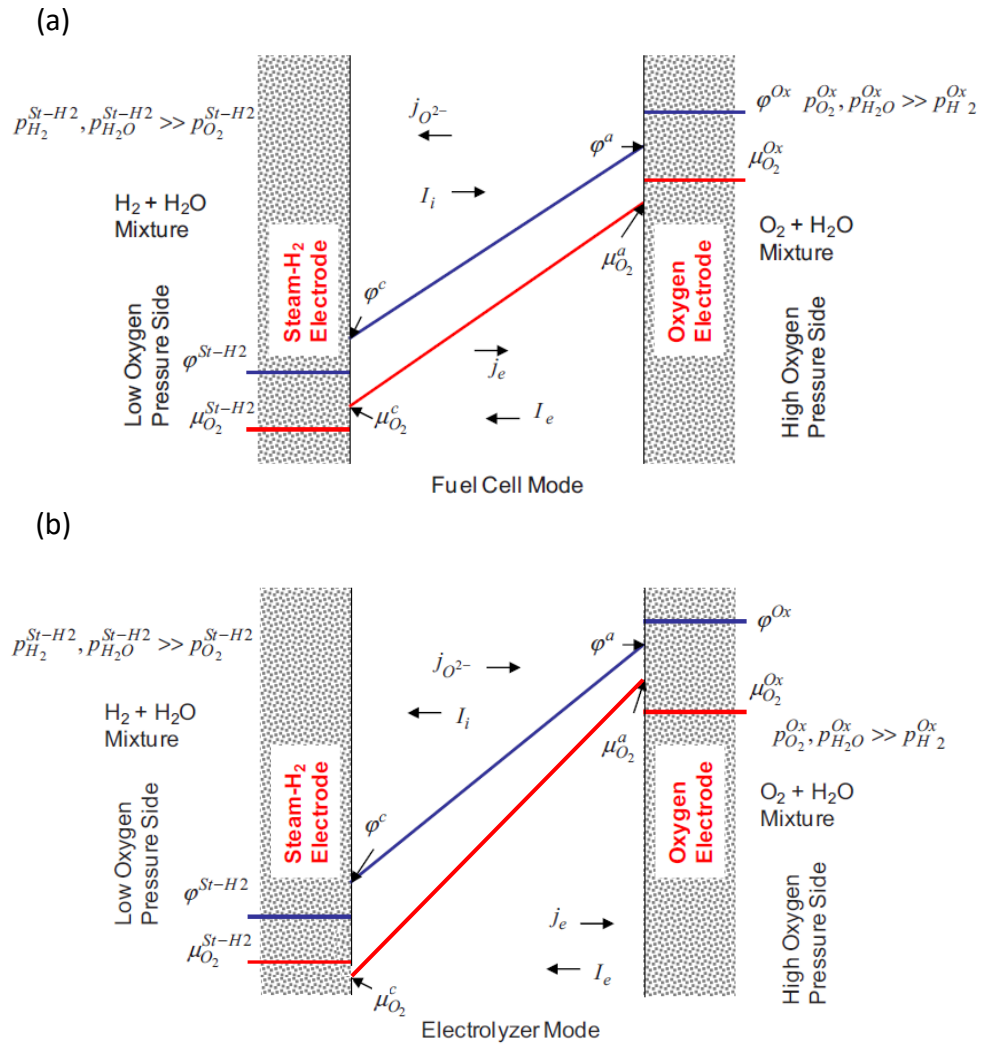 (a)
p_{H_2}^{St-H2}, p_{H_2O}^{St-H2} >> p_{O_2}^{St-H2}
j_{O^{2-}}
φ^{Ox} p_{O_2}^{Ox}, p_{H_2O}^{Ox} >> p_{H 2}^{Ox}
φ^a
μ_{O_2}^{Ox}
I_i
H2 + H2O
Mixture
O2 + H2O
Mixture
μ_{O_2}^a
Steam-H2
Electrode
Oxygen
Electrode
φ^c
Low Oxygen
Pressure Side
High Oxygen
Pressure Side
φ^{St-H2}
j_e
μ_{O_2}^{St-H2}
μ_{O_2}^c
I_e
Fuel Cell Mode
(b)
φ^{Ox}
p_{H_2}^{St-H2}, p_{H_2O}^{St-H2} >> p_{O_2}^{St-H2}
φ^a
j_{O^{2-}}
μ_{O_2}^{Ox}
H2 + H2O
Mixture
I_i
μ_{O_2}^a
p_{O_2}^{Ox}, p_{H_2O}^{Ox} >> p_{H 2}^{Ox}
O2 + H2O
Mixture
Steam-H2
Electrode
Oxygen
Electrode
φ^c
Low Oxygen
Pressure Side
High Oxygen
Pressure Side
φ^{St-H2}
j_e
μ_{O_2}^{St-H2}
I_e
μ_{O_2}^c
Electrolyzer Mode